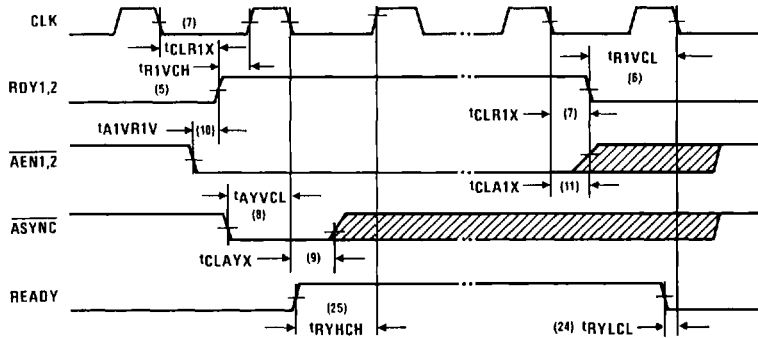 CLK
(7)
tCLR1X
tR1VCH
tR1VCL
(5)
(6)
RDY1,2
tCLR1X
(7)
tA1VR1V
(10)
AEN1,2
tCLA1X
(11)
tAYVCL
(8)
ASYNC
tCLAYX
(9)
READY
(25)
tRYHCH
(24) tRYLCL